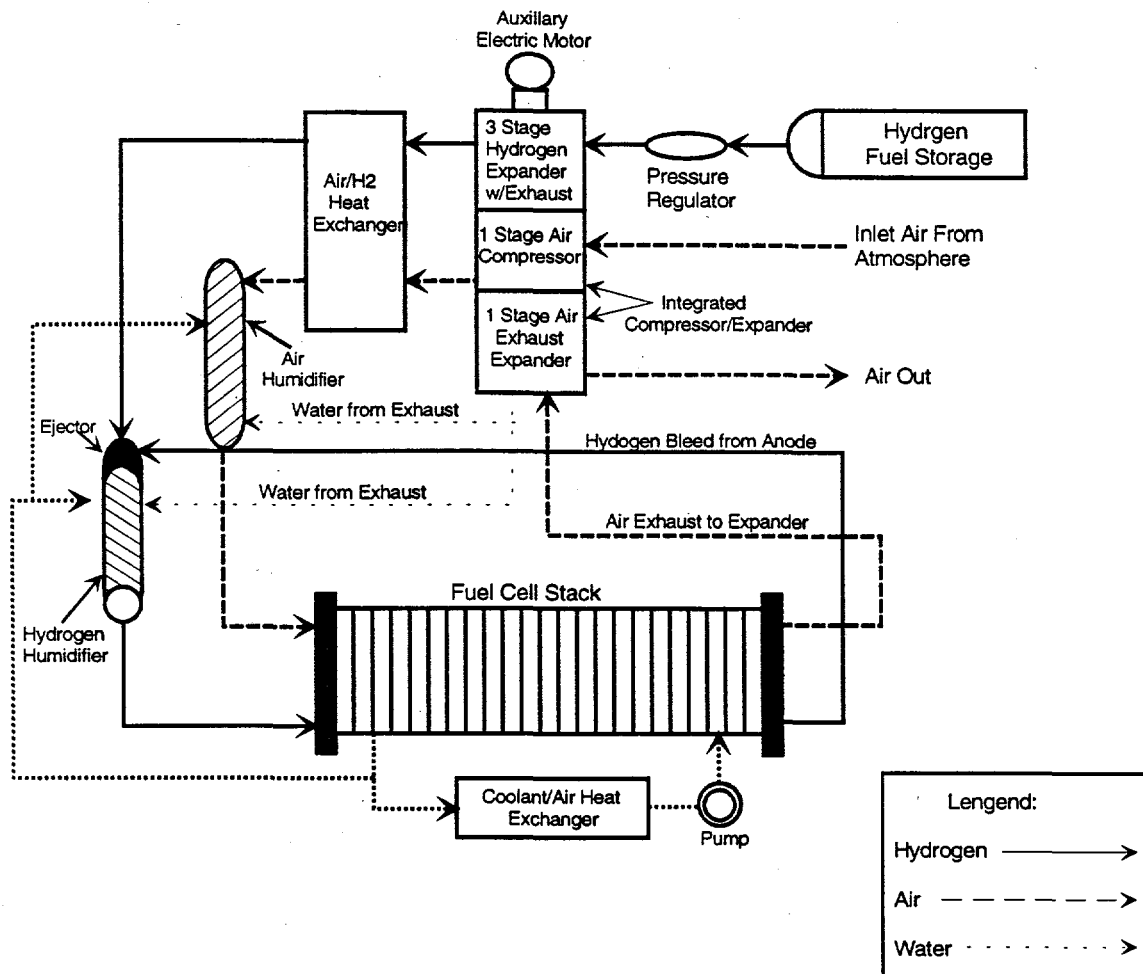 Auxillary
Electric Motor
3 Stage
Hydrogen
Expander
w/Exhaust
Hydrgen
Fuel Storage
Pressure
Regulator
Air/H2
Heat
Exchanger
1 Stage Air
Compressor
Inlet Air From
Atmosphere
Integrated
Compressor/Expander
1 Stage Air
Exhaust
Expander
Air
Humidifier
Air Out
Water from Exhaust
Ejector
Hydogen Bleed from Anode
Water from Exhaust
Air Exhaust to Expander
Fuel Cell Stack
Hydrogen
Humidifier
Coolant/Air Heat
Exchanger
Pump
Lengend:
Hydrogen
Air
Water